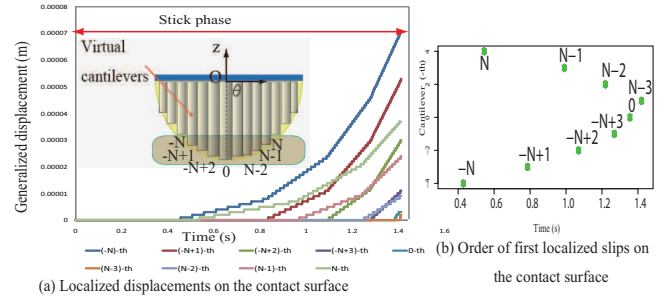 0.00008
0.00007
0.00006
0.00005
0.00004
0.00003
0.00002
0.00001
0
Generalized displacement (m)
Stick phase
Virtual
cantilevers
z
O
θ
-N
-N+1
-N+2
0
N-2
N-1
N
0 0.2 0.4 0.6 0.8 1 1.2 1.4 1.6
Time (s)
(-N)-th (-N+1)-th (-N+2)-th (-N+3)-th 0-th
(N-3)-th (N-2)-th (N-1)-th N-th
(a) Localized displacements on the contact surface
Cantilever (-th)
4
2
0
-2
-4
N
N−1
N−2
N−3
0
−N+3
−N+2
−N+1
−N
0.4 0.6 0.8 1.0 1.2 1.4
Time (s)
(b) Order of first localized slips on
the contact surface